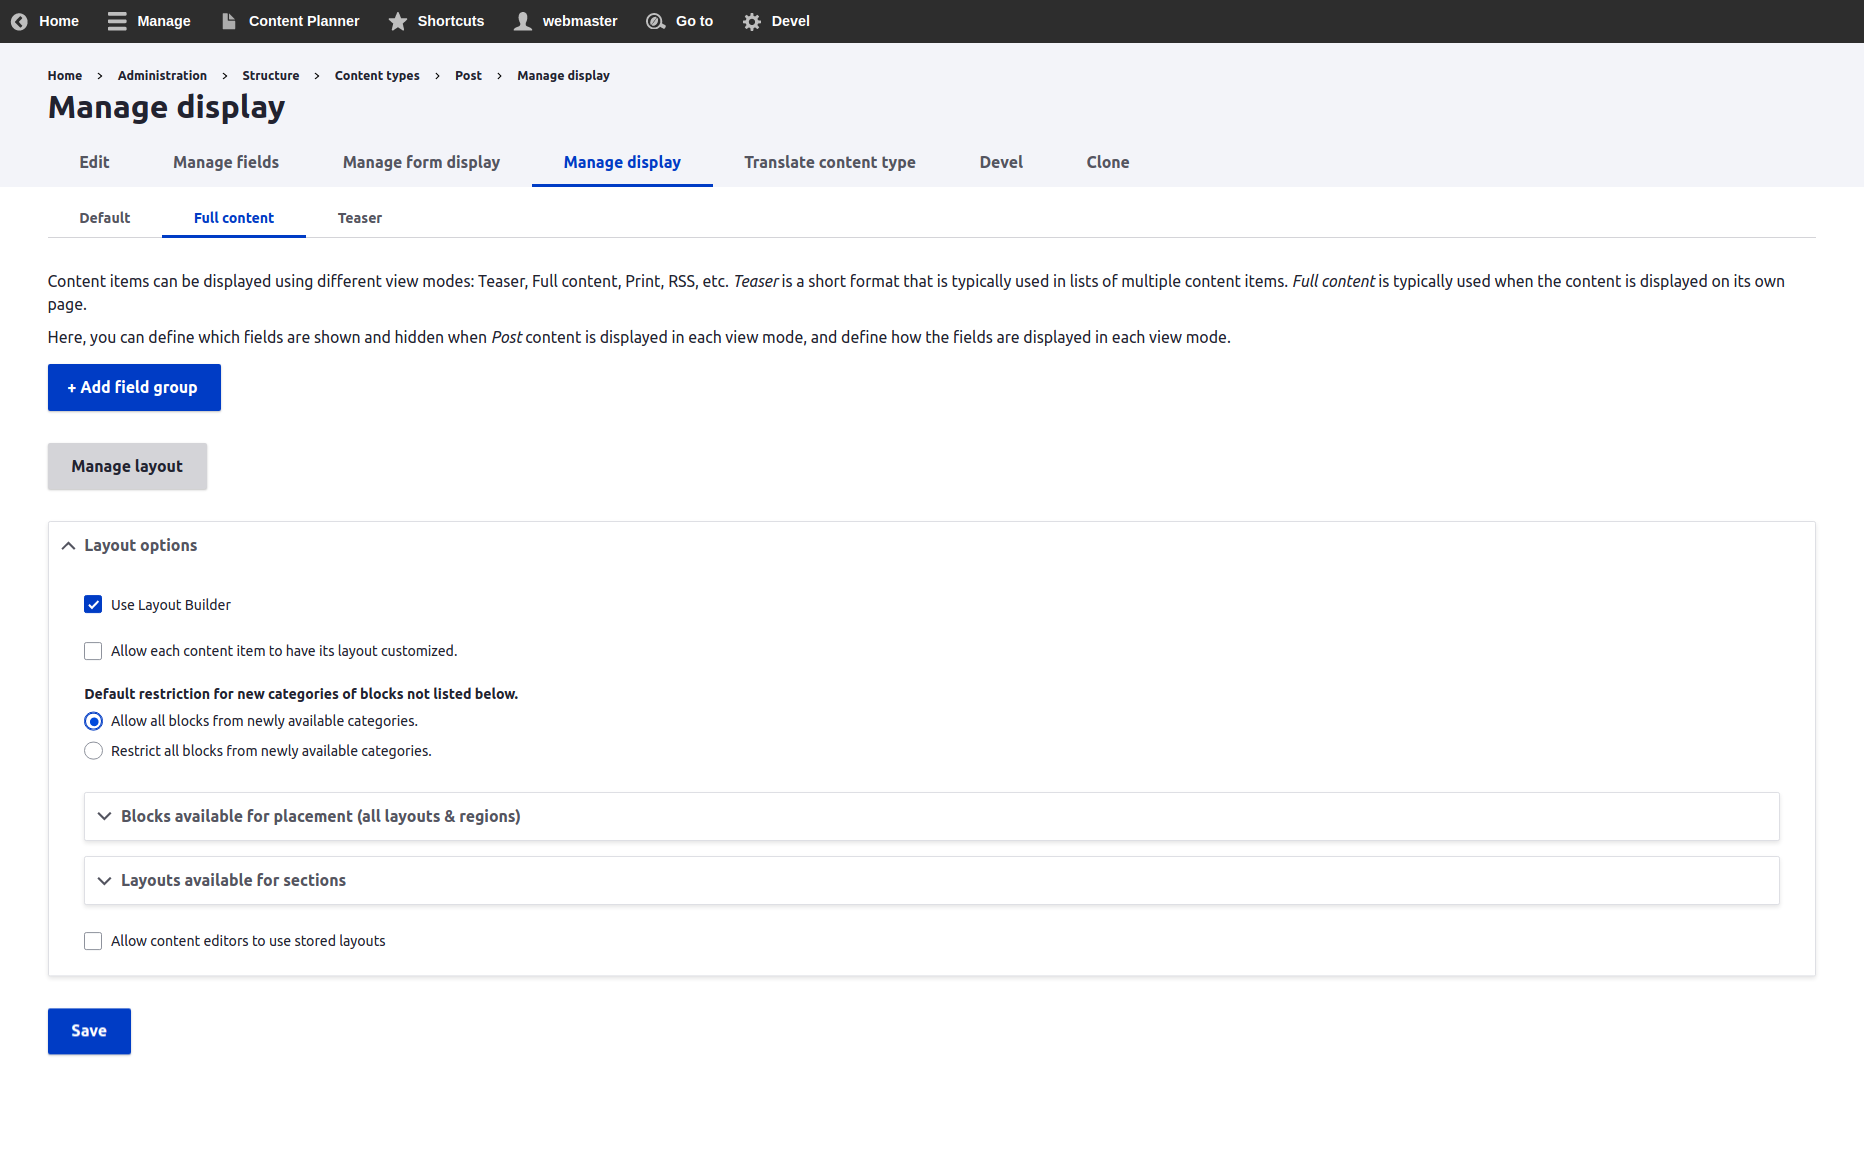 Home Manage Content Planner Shortcuts webmaster Go to Devel
Home › Administration › Structure › Content types › Post › Manage display
Manage display
Edit Manage fields Manage form display Manage display Translate content type Devel Clone
Default Full content Teaser
Content items can be displayed using different view modes: Teaser, Full content, Print, RSS, etc. Teaser is a short format that is typically used in lists of multiple content items. Full content is typically used when the content is displayed on its own
page.
Here, you can define which fields are shown and hidden when Post content is displayed in each view mode, and define how the fields are displayed in each view mode.
+ Add field group
Manage layout
Layout options
Use Layout Builder
Allow each content item to have its layout customized.
Default restriction for new categories of blocks not listed below.
Allow all blocks from newly available categories.
Restrict all blocks from newly available categories.
Blocks available for placement (all layouts & regions)
Layouts available for sections
Allow content editors to use stored layouts
Save